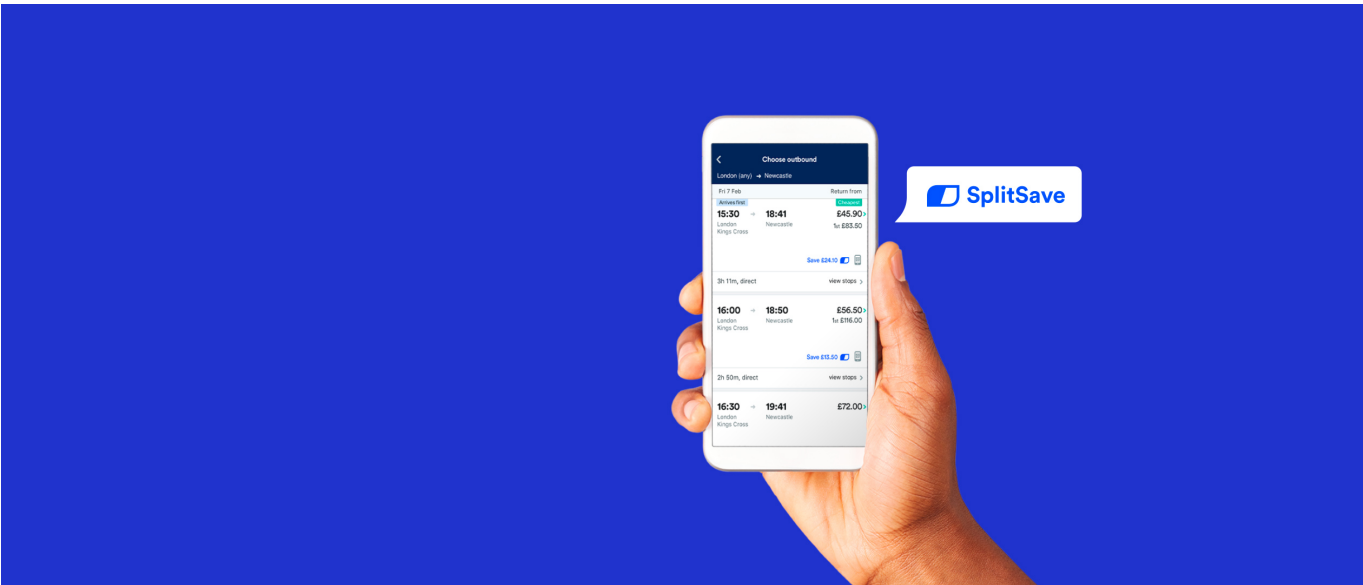 Choose outbound
London (any) → Newcastle
Fri 7 Feb Return from
Arrives first Cheapest
15:30 → 18:41 £45.90
London Newcastle 1st £83.50
Kings Cross
Save £24.10
3h 11m, direct view stops
16:00 → 18:50 £56.50
London Newcastle 1st £116.00
Kings Cross
Save £13.50
2h 50m, direct view stops
16:30 → 19:41 £72.00
London Newcastle
Kings Cross
SplitSave